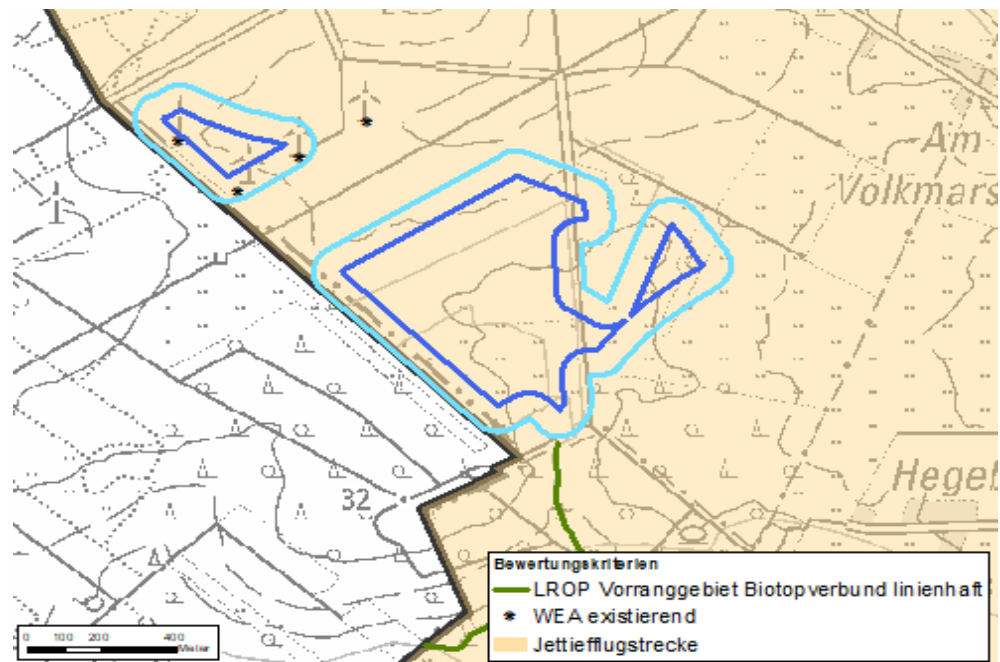 Am
Volkmars
Hegeb
32
Bewertungskriterien
LROP Vorranggebiet Biotopverbund linienhaft
WEA existierend
Jettiefflugstrecke
0 100 200 400
Meter